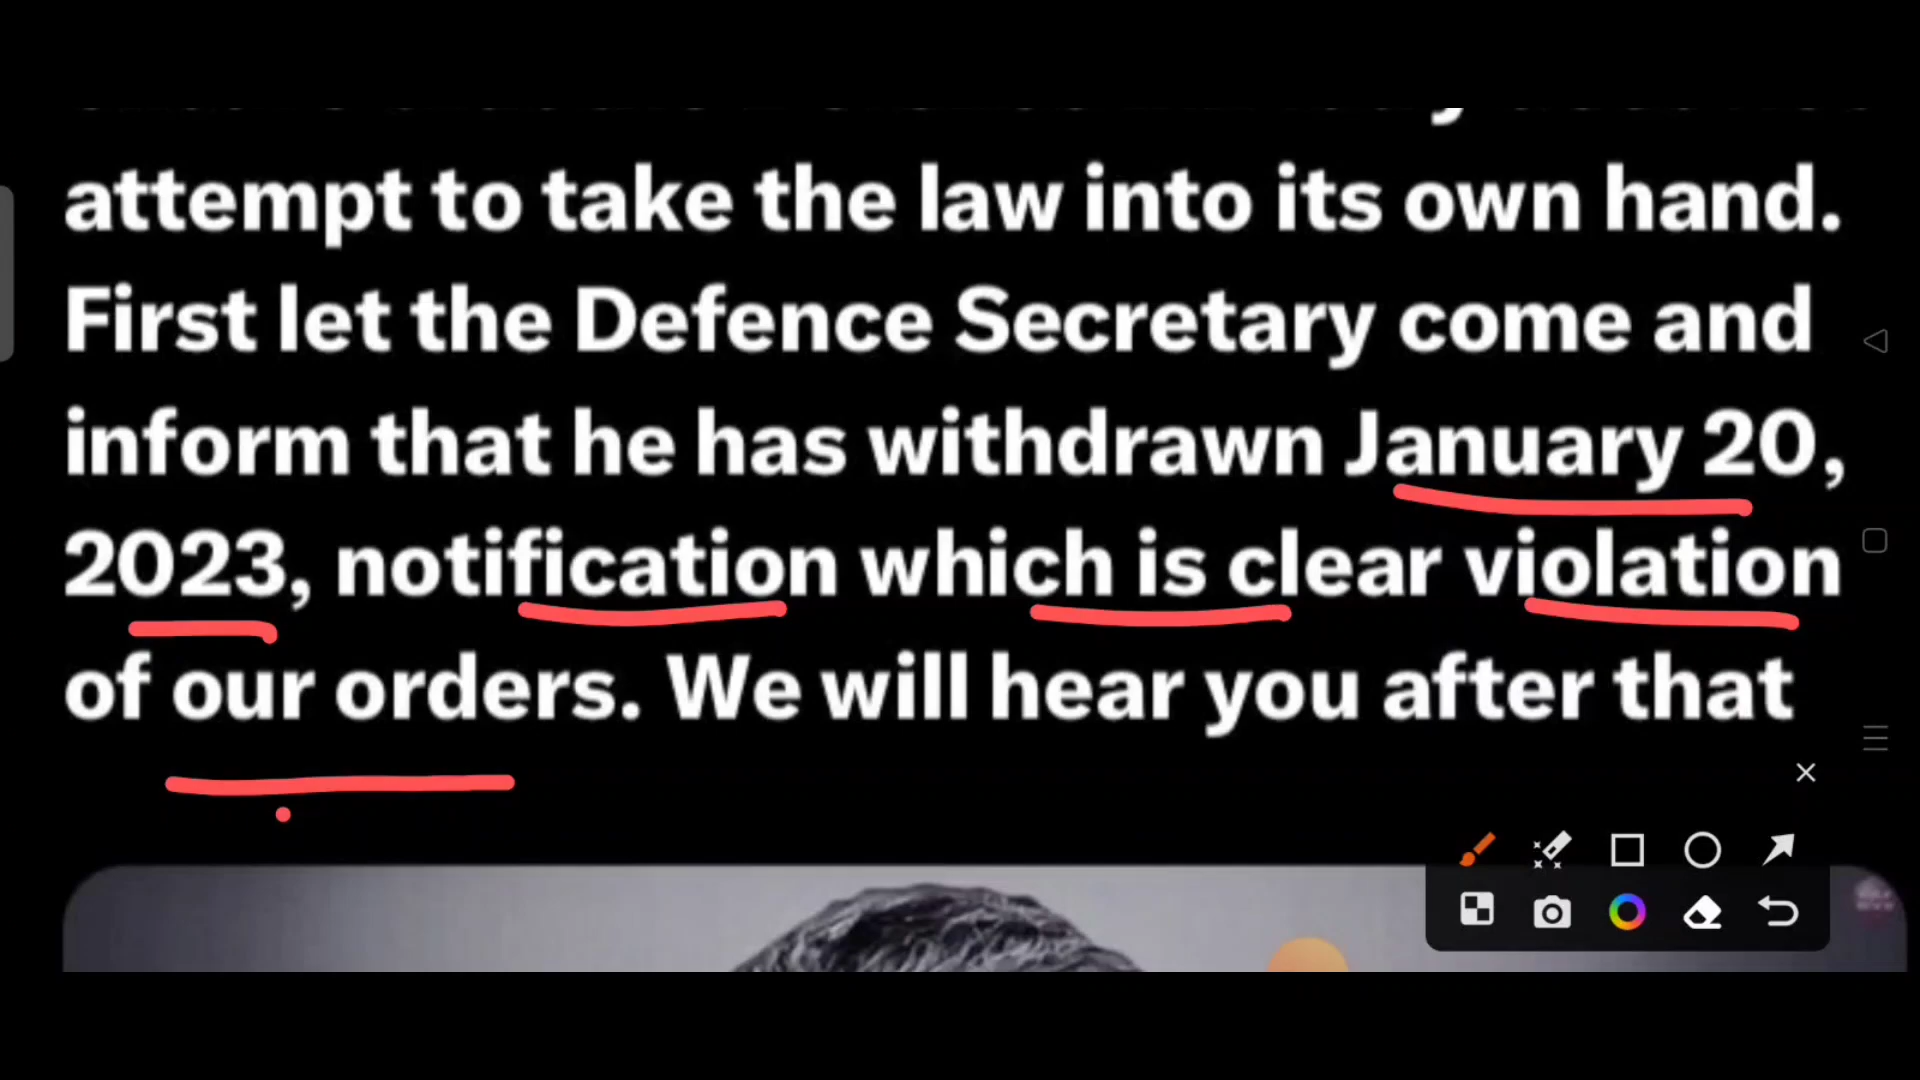 attempt to take the law into its own hand.
First let the Defence Secretary come and
inform that he has withdrawn January 20,
2023, notification which is clear violation
of our orders. We will hear you after that